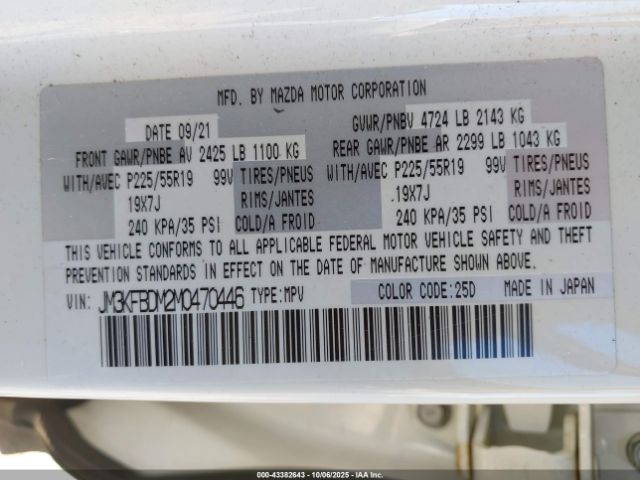 MFD. BY MAZDA MOTOR CORPORATION
DATE 09/21 GVWR/PNBV 4724 LB 2143 KG
FRONT GAWR/PNBE AV 2425 LB 1100 KG REAR GAWR/PNBE AR 2299 LB 1043 KG
WITH/AVEC P225/55R19 99V TIRES/PNEUS WITH/AVEC P225/55R19 99V TIRES/PNEUS
19X7J RIMS/JANTES .19X7J RIMS/JANTES
240 KPA/35 PSI COLD/A FROID 240 KPA/35 PSI COLD/A FROID
THIS VEHICLE CONFORMS TO ALL APPLICABLE FEDERAL MOTOR VEHICLE SAFETY AND THEFT
PREVENTION STANDARDS IN EFFECT ON THE DATE OF MANUFACTURE SHOWN ABOVE.
VIN: JM3KFBDM2M0470446 TYPE:MPV COLOR CODE:25D MADE IN JAPAN
000-43382643 | 10/06/2025 | IAA Inc.